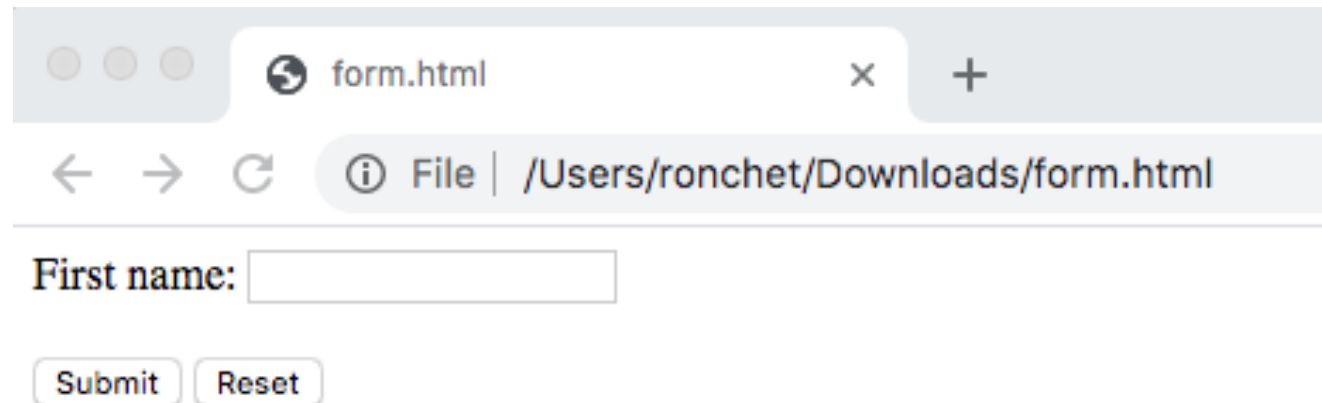 form.html
File /Users/ronchet/Downloads/form.html
First name:
Submit Reset